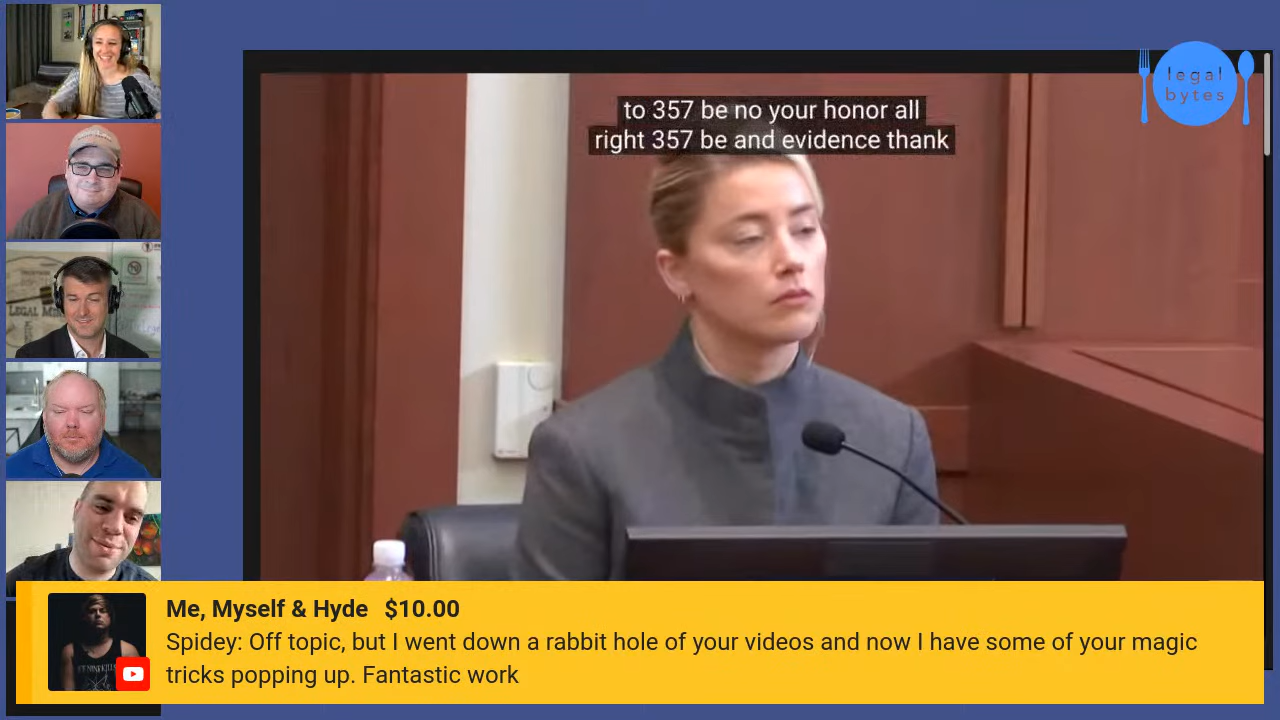 legal
bytes
to 357 be no your honor all
right 357 be and evidence thank
LEGAL M
Me, Myself & Hyde $10.00
Spidey: Off topic, but I went down a rabbit hole of your videos and now I have some of your magic
tricks popping up. Fantastic work